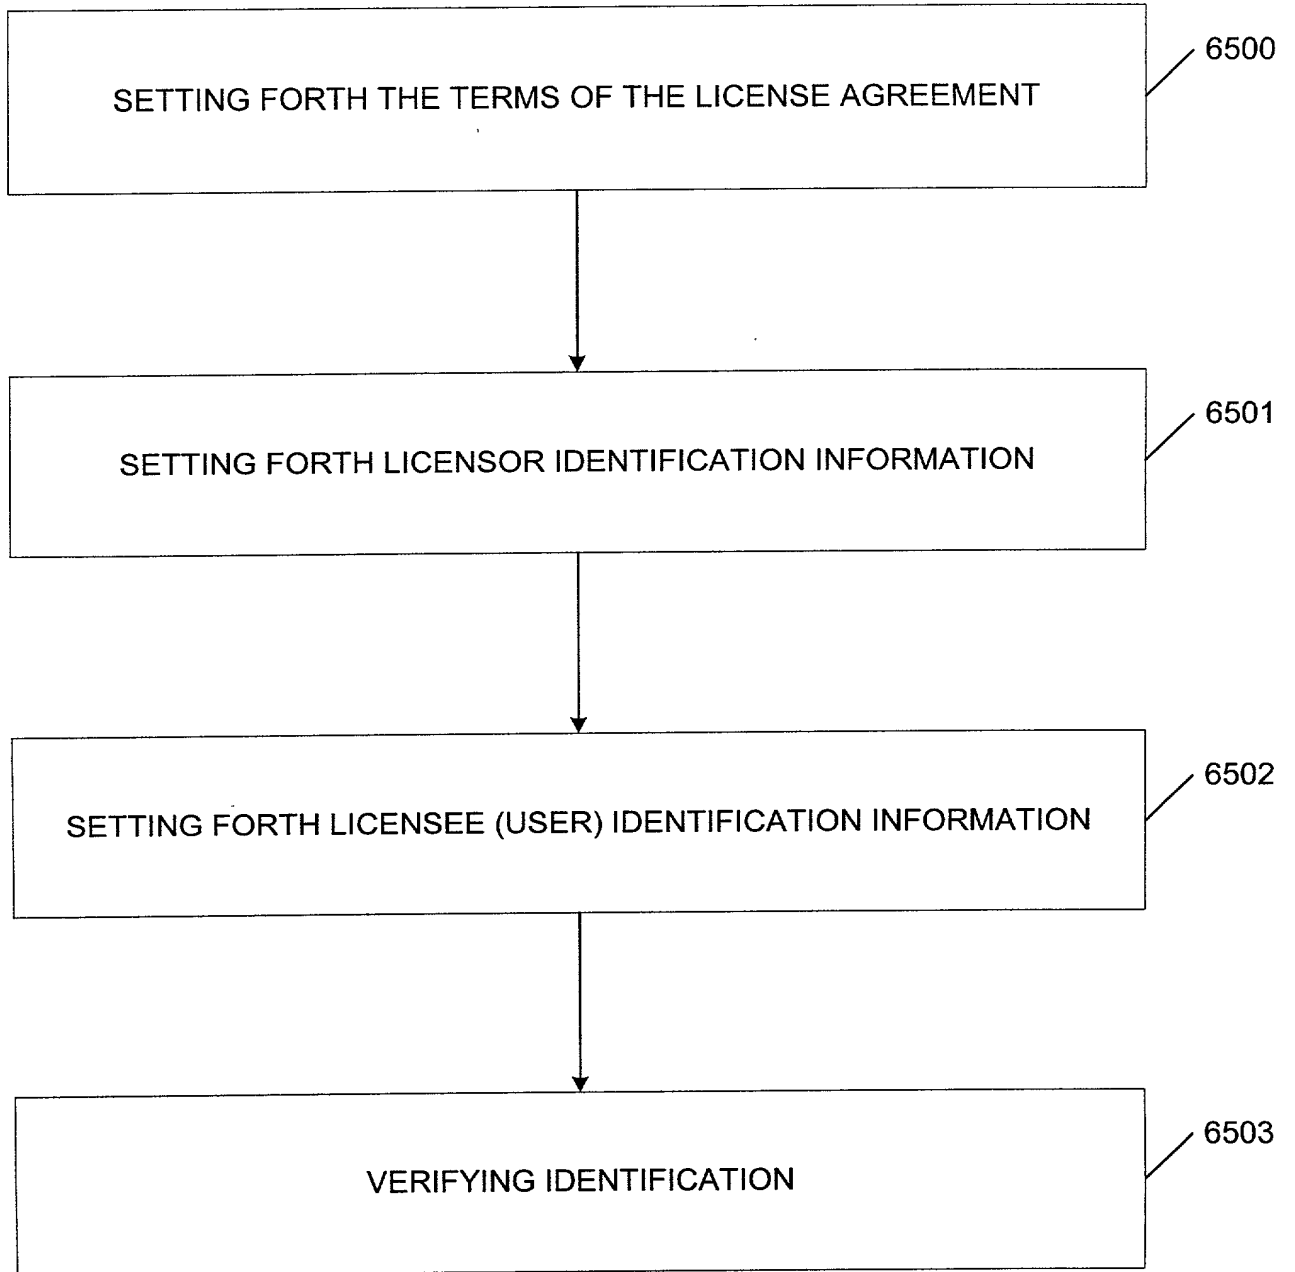 6500
SETTING FORTH THE TERMS OF THE LICENSE AGREEMENT
6501
SETTING FORTH LICENSOR IDENTIFICATION INFORMATION
6502
SETTING FORTH LICENSEE (USER) IDENTIFICATION INFORMATION
6503
VERIFYING IDENTIFICATION